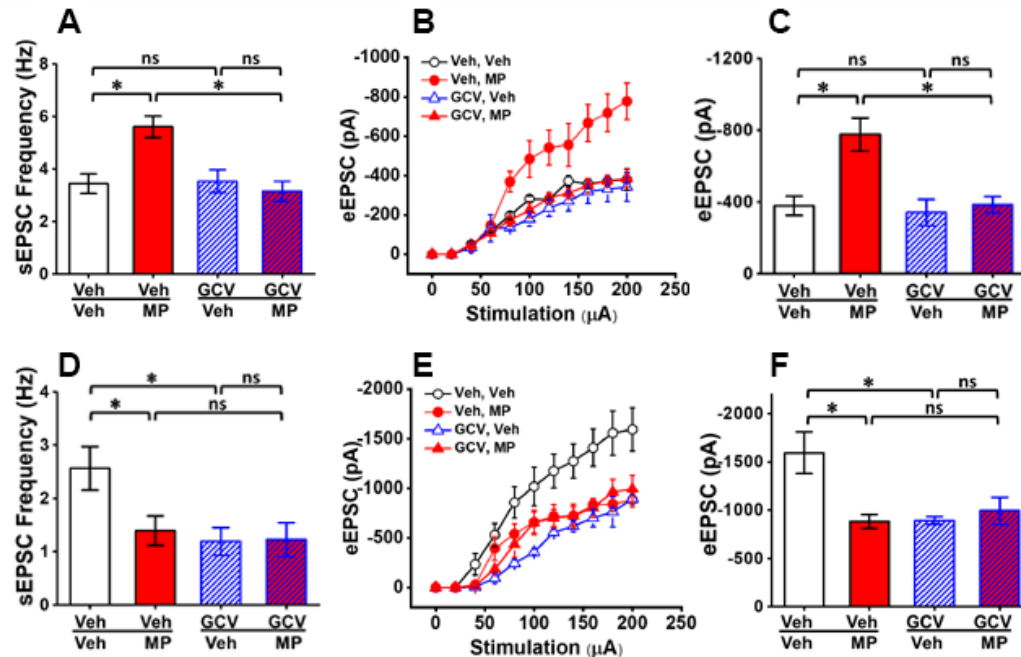 A
sEPSC Frequency (Hz)
8
6
4
2
0
ns
ns
*
*
Veh Veh GCV GCV
Veh MP Veh MP
B
eEPSC (pA)
-1000
-800
-600
-400
-200
0
Veh, Veh
Veh, MP
GCV, Veh
GCV, MP
0 50 100 150 200 250
Stimulation (μA)
C
eEPSC (pA)
-1200
-800
-400
0
ns
ns
*
*
Veh Veh GCV GCV
Veh MP Veh MP
D
sEPSC Frequency (Hz)
4
3
2
1
0
*
ns
*
ns
Veh Veh GCV GCV
Veh MP Veh MP
E
eEPSC (pA)
-2000
1500
1000
-500
0
Veh, Veh
Veh, MP
GCV, Veh
GCV, MP
0 50 100 150 200 250
Stimulation (μA)
F
eEPSC (pA)
-2000
-1500
-1000
-500
0
*
ns
*
ns
Veh Veh GCV GCV
Veh MP Veh MP